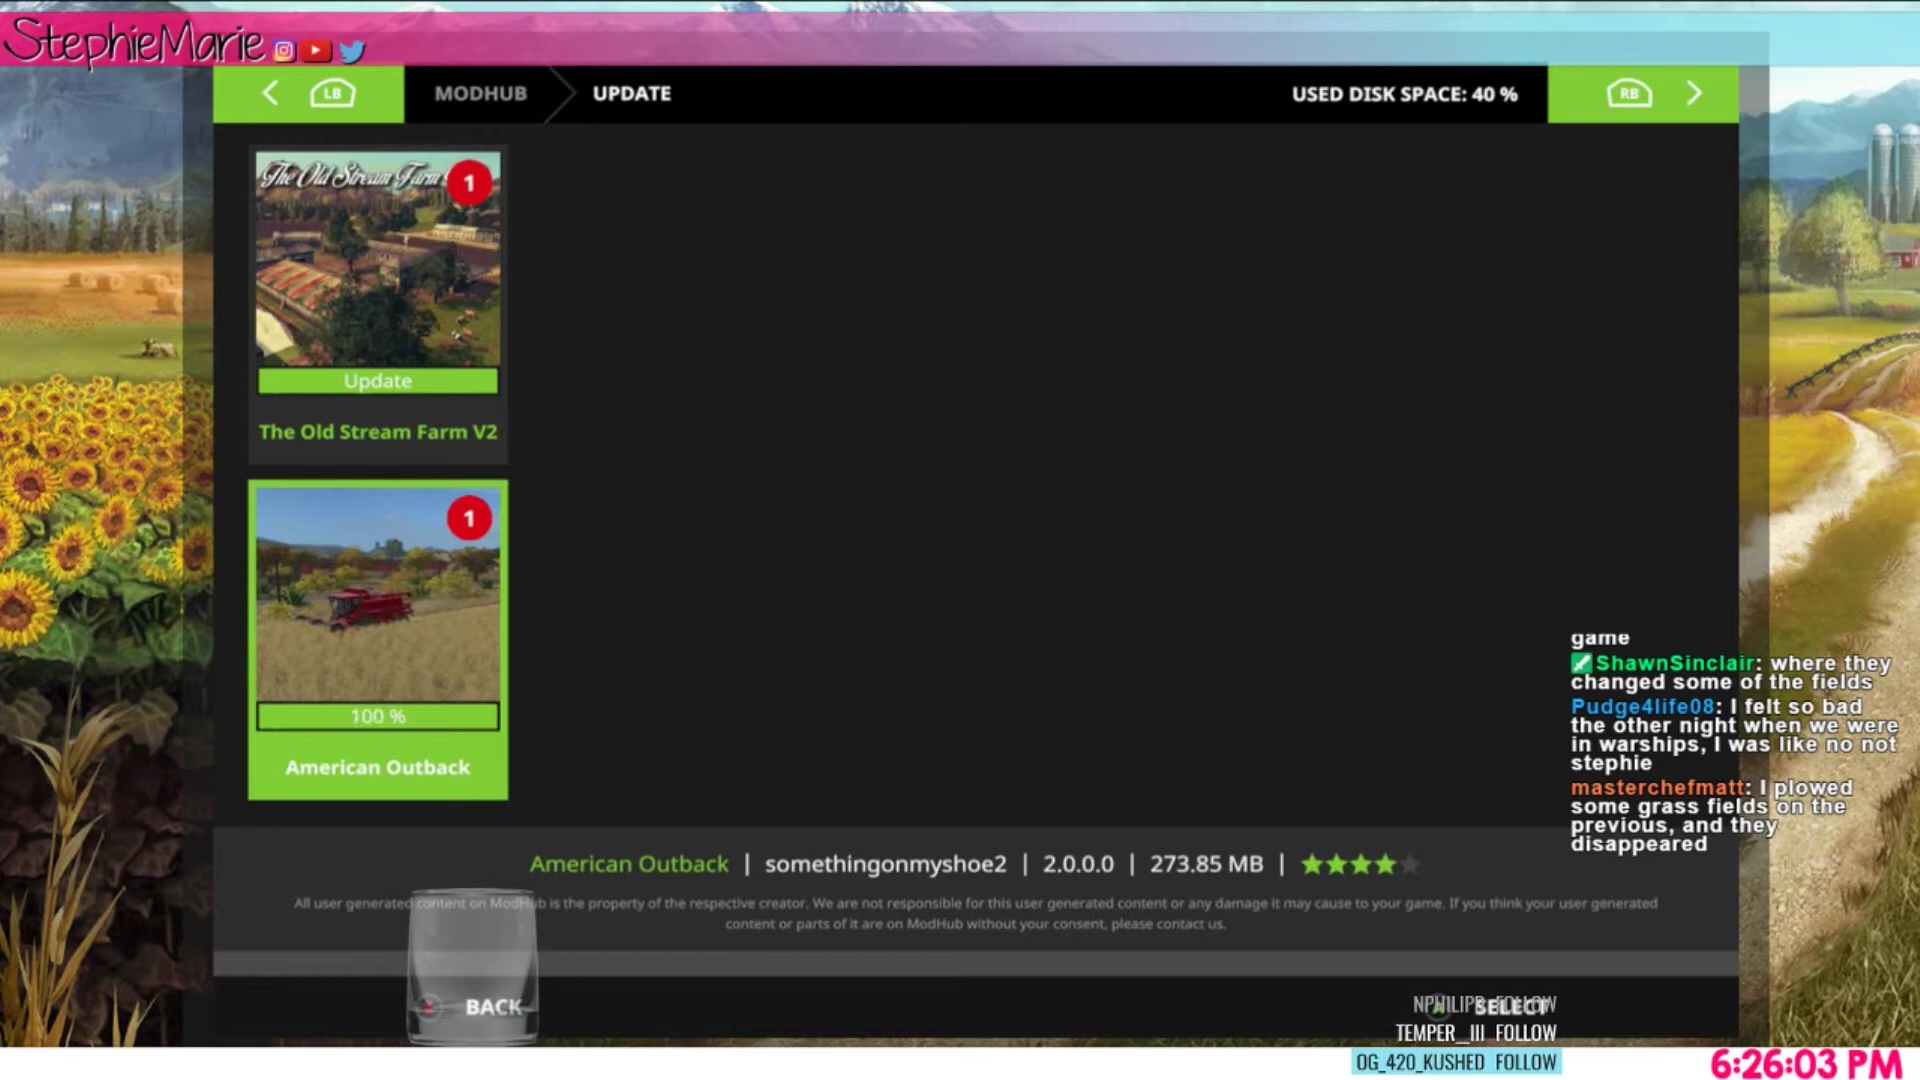 StephieMarie
LB
MODHUB
UPDATE
USED DISK SPACE: 40 %
RB
The Old Stream Farm
1
Update
The Old Stream Farm V2
1
100 %
American Outback
game
ShawnSinclair: where they
changed some of the fields
Pudge4life08: I felt so bad
the other night when we were
in warships, I was like no not
stephie
masterchefmatt: I plowed
some grass fields on the
previous, and they
disappeared
American Outback | somethingonmyshoe2 | 2.0.0.0 | 273.85 MB |
All user generated content on ModHub is the property of the respective creator. We are not responsible for this user generated content or any damage it may cause to your game. If you think your user generated
content or parts of it are on ModHub without your consent, please contact us.
BACK
SELECT
FOLLOW
TEMPER_III FOLLOW
OG_420_KUSHED FOLLOW
6:26:03 PM